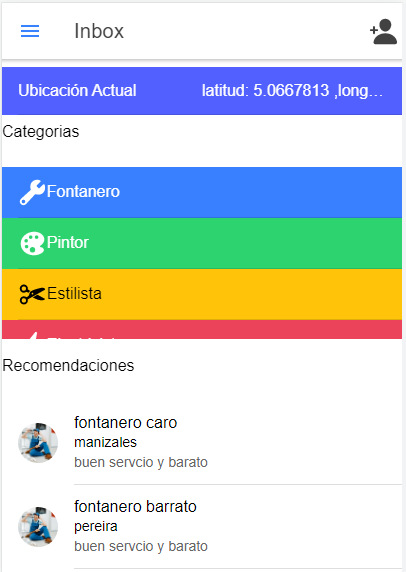 Inbox
Ubicación Actual latitud: 5.0667813 ,long…
Categorias
Fontanero
Pintor
Estilista
Recomendaciones
fontanero caro
manizales
buen servcio y barato
fontanero barrato
pereira
buen servcio y barato